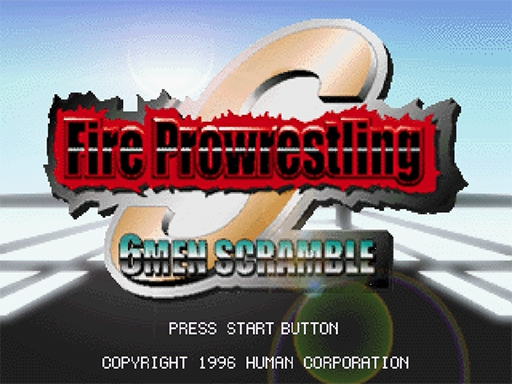 S
Fire Prowrestling
6MEN SCRAMBLE
PRESS START BUTTON
COPYRIGHT 1996 HUMAN CORPORATION